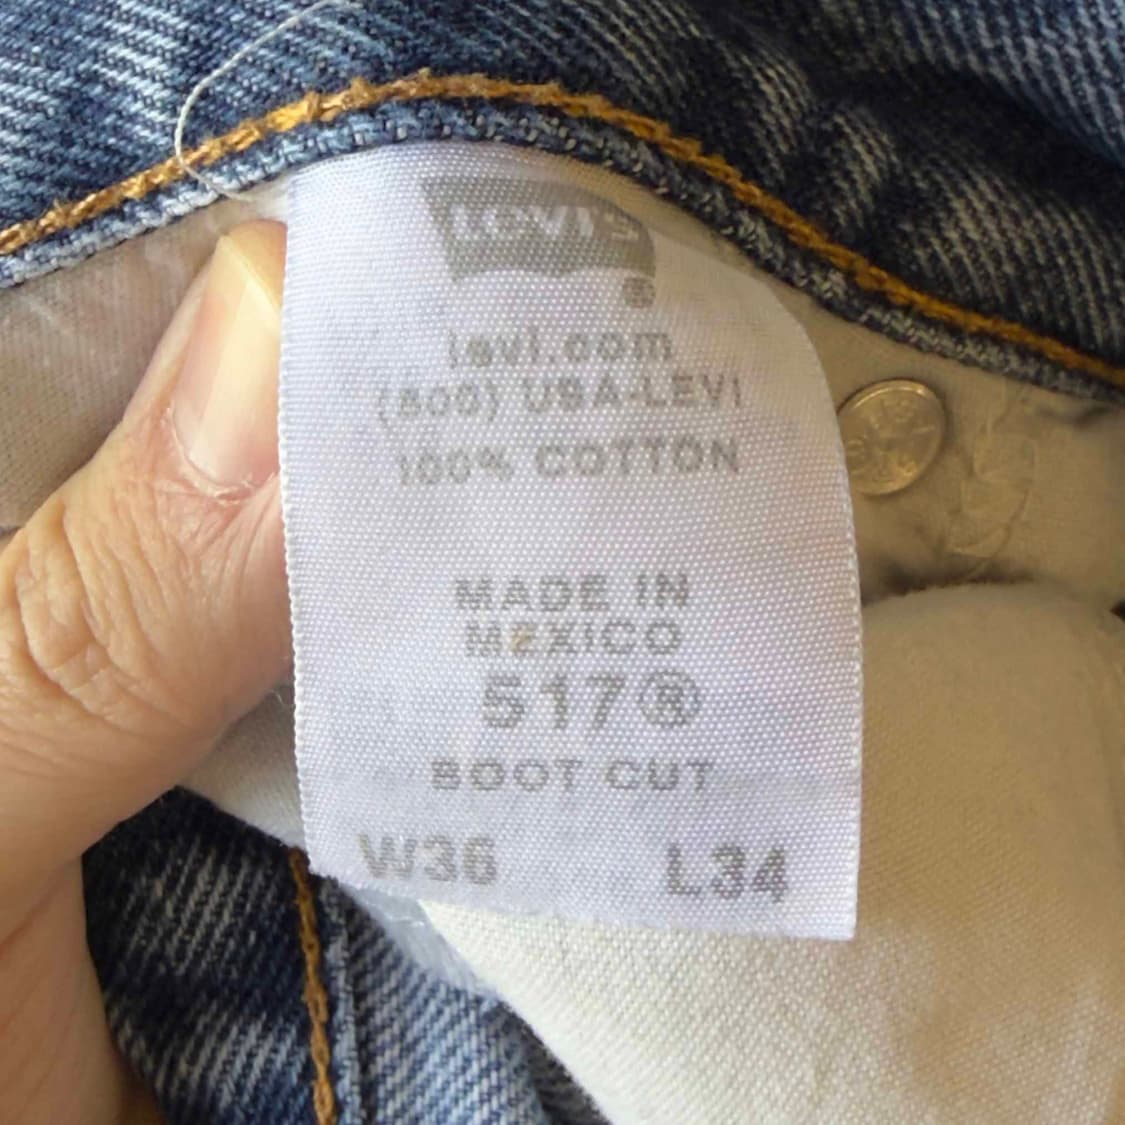 LEVI'S
®
levi.com
(800) USA-LEVI
100% COTTON
MADE IN
MEXICO
517®
BOOT CUT
W36 L34